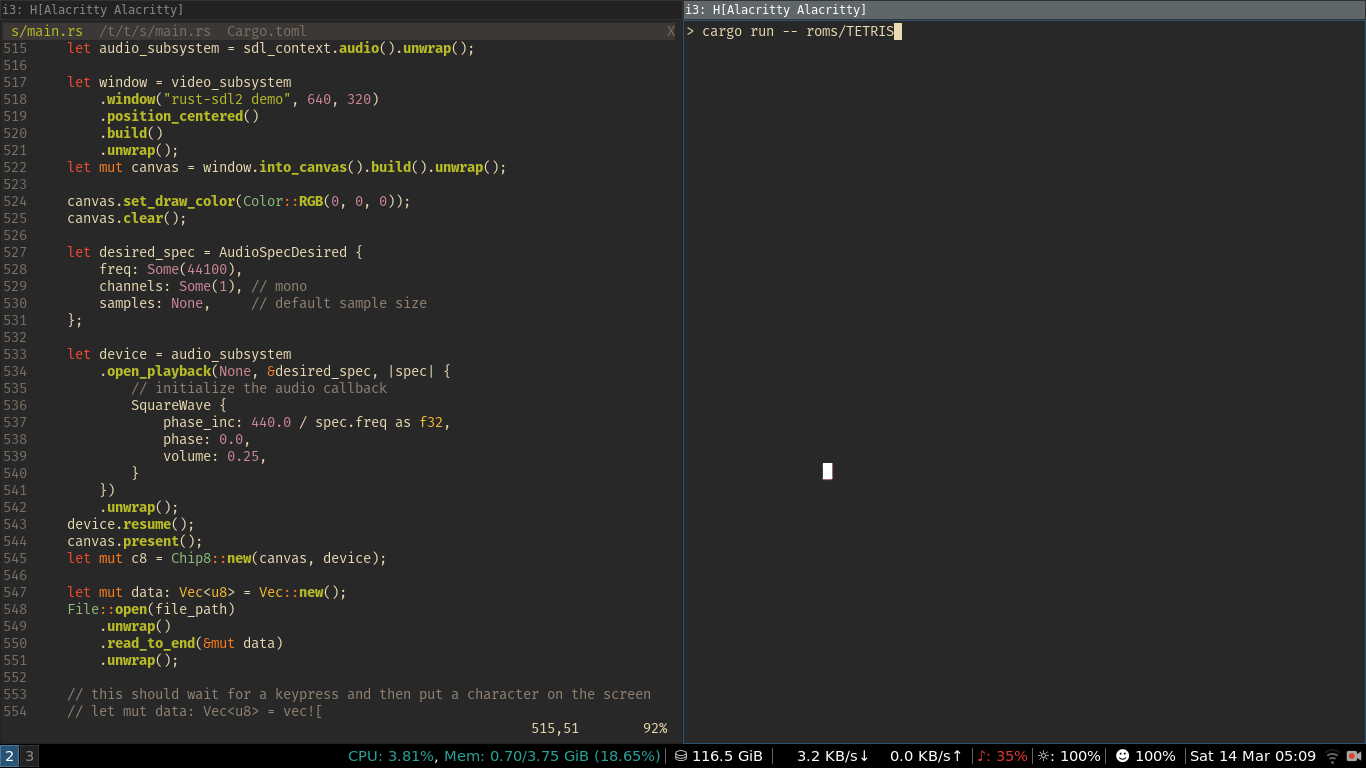 i3: H[Alacritty Alacritty]
s/main.rs /t/t/s/main.rs Cargo.toml X
515     let audio_subsystem = sdl_context.audio().unwrap();
516
517     let window = video_subsystem
518         .window("rust-sdl2 demo", 640, 320)
519         .position_centered()
520         .build()
521         .unwrap();
522     let mut canvas = window.into_canvas().build().unwrap();
523
524     canvas.set_draw_color(Color::RGB(0, 0, 0));
525     canvas.clear();
526
527     let desired_spec = AudioSpecDesired {
528         freq: Some(44100),
529         channels: Some(1), // mono
530         samples: None,     // default sample size
531     };
532
533     let device = audio_subsystem
534         .open_playback(None, &desired_spec, |spec| {
535             // initialize the audio callback
536             SquareWave {
537                 phase_inc: 440.0 / spec.freq as f32,
538                 phase: 0.0,
539                 volume: 0.25,
540             }
541         })
542         .unwrap();
543     device.resume();
544     canvas.present();
545     let mut c8 = Chip8::new(canvas, device);
546
547     let mut data: Vec<u8> = Vec::new();
548     File::open(file_path)
549         .unwrap()
550         .read_to_end(&mut data)
551         .unwrap();
552
553     // this should wait for a keypress and then put a character on the screen
554     // let mut data: Vec<u8> = vec![
515,51 92%
i3: H[Alacritty Alacritty]
> cargo run -- roms/TETRIS
2 3 CPU: 3.81%, Mem: 0.70/3.75 GiB (18.65%) | 116.5 GiB | 3.2 KB/s↓ 0.0 KB/s↑ |♪: 35% |☼: 100% |☻ 100% |Sat 14 Mar 05:09